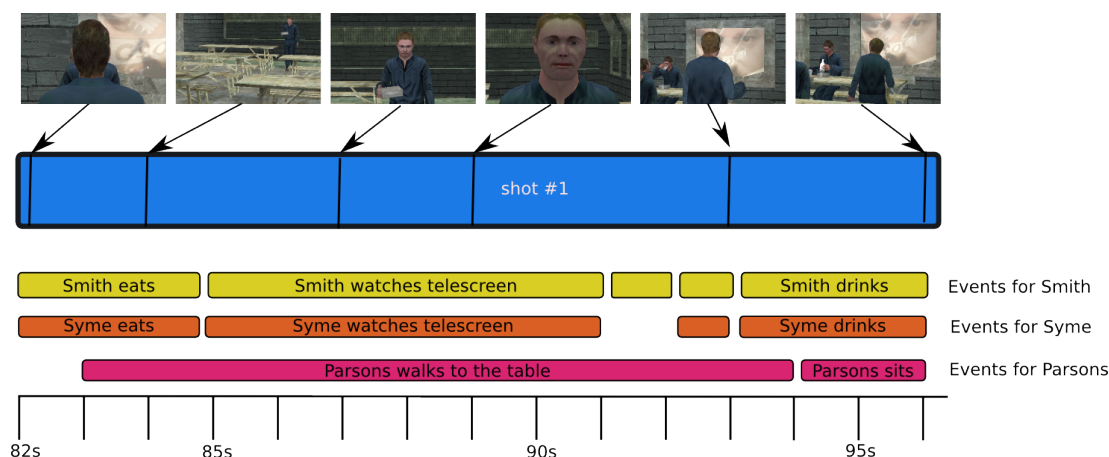 shot #1
Smith eats
Smith watches telescreen
Smith drinks
Events for Smith
Syme eats
Syme watches telescreen
Syme drinks
Events for Syme
Parsons walks to the table
Parsons sits
Events for Parsons
82s
85s
90s
95s